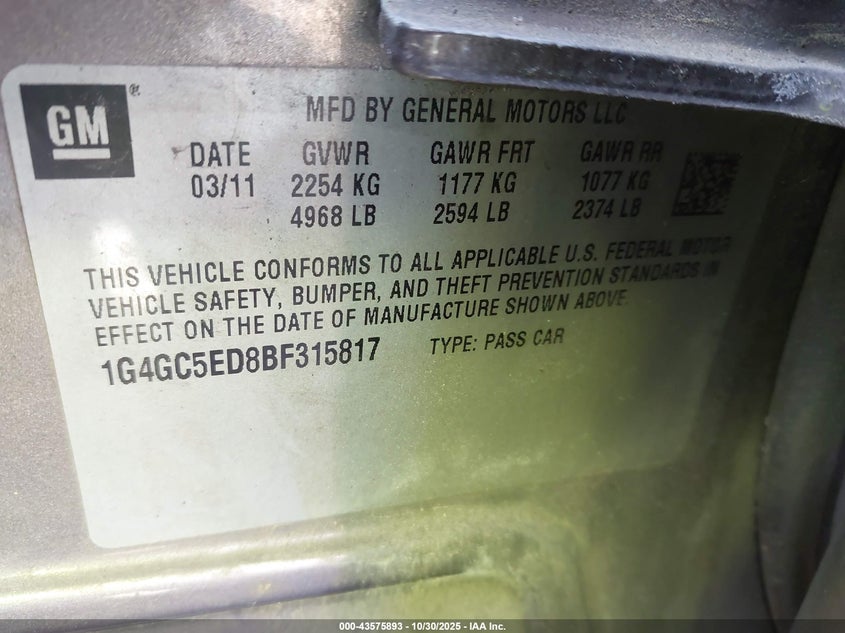 GM ®
MFD BY GENERAL MOTORS LLC
DATE GVWR GAWR FRT GAWR RR
03/11 2254 KG 1177 KG 1077 KG
4968 LB 2594 LB 2374 LB
THIS VEHICLE CONFORMS TO ALL APPLICABLE U.S. FEDERAL MOTOR
VEHICLE SAFETY, BUMPER, AND THEFT PREVENTION STANDARDS IN
EFFECT ON THE DATE OF MANUFACTURE SHOWN ABOVE.
1G4GC5ED8BF315817 TYPE: PASS CAR
000-43575893 | 10/30/2025 - IAA Inc.